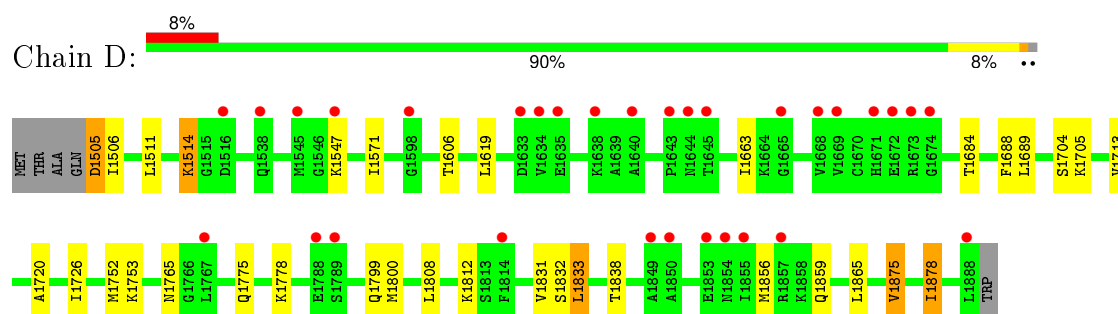 8%
Chain D:
90% 8% ••
MET THR ALA GLN D1505 I1506 L1511 K1514 G1515 D1516 Q1538 M1545 G1546 K1547 I1571 G1598 T1606 L1619 D1633 V1634 E1635 K1638 A1639 A1640 P1643 N1644 T1645 I1663 K1664 G1665 V1668 V1669 C1670 H1671 E1672 R1673 G1674 T1684 F1688 L1689 S1704 K1705
A1720 I1726 M1752 K1753 N1765 G1766 L1767 Q1775 K1778 E1788 S1789 Q1799 M1800 L1808 K1812 S1813 F1814 V1831 S1832 L1833 T1838 A1849 A1850 E1853 N1854 I1855 M1856 R1857 K1858 Q1859 L1865 V1875 I1878 L1888 TRP